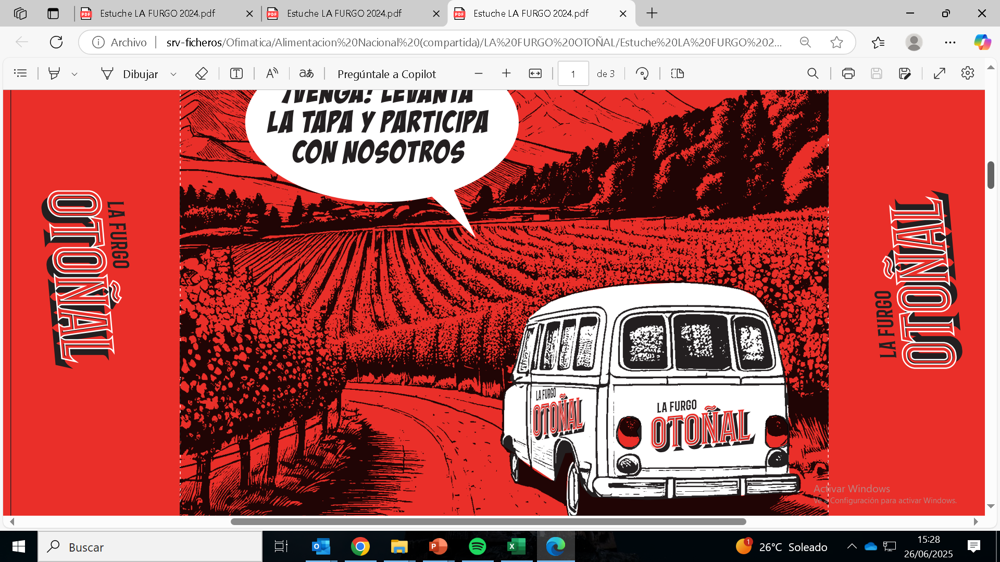 Estuche LA FURGO 2024.pdf
Estuche LA FURGO 2024.pdf
Estuche LA FURGO 2024.pdf
Archivo
srv-ficheros/Ofimatica/Alimentacion%20Nacional%20(compartida)/LA%20FURGO%20OTOÑAL/Estuche%20LA%20FURGO%202...
Dibujar
Pregúntale a Copilot
1
de 3
¡VENGA! LEVANTA
LA TAPA Y PARTICIPA
CON NOSOTROS
LA FURGO
OTOÑAL
LA FURGO
OTOÑAL
LA FURGO
OTOÑAL
LA FURGO
OTOÑAL
Activar Windows
Ve a Configuración para activar Windows.
Buscar
1
26°C Soleado
15:28
26/06/2025